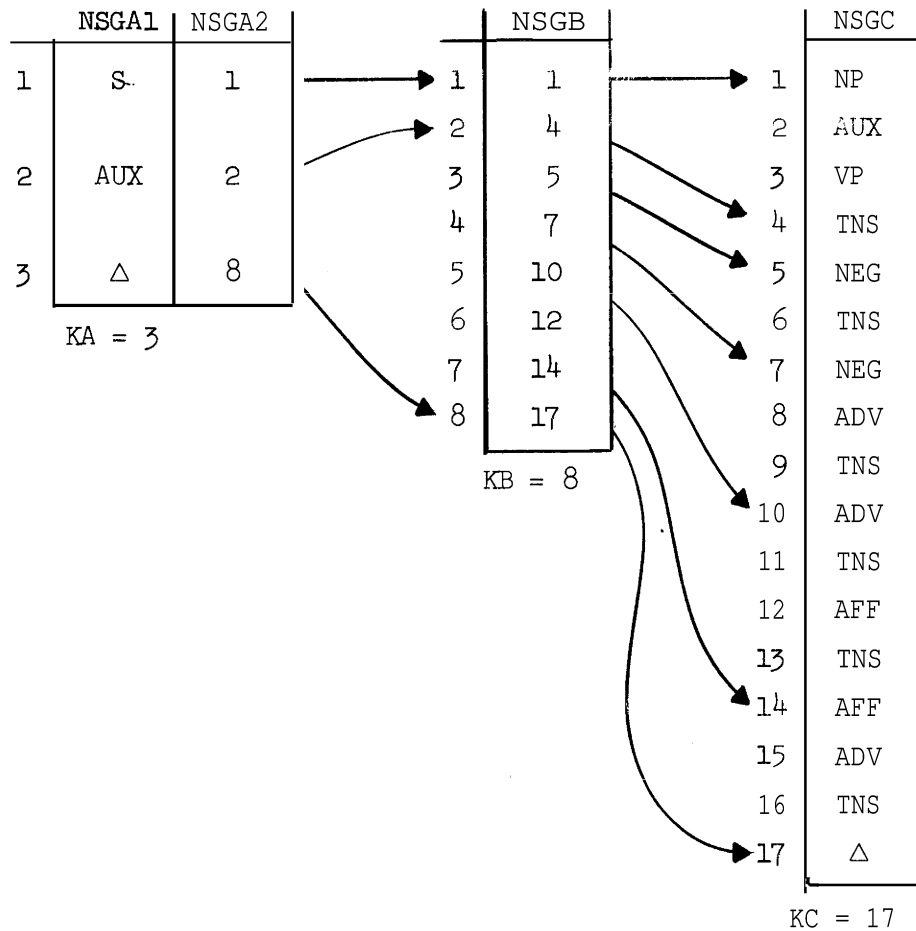 NSGA1 NSGA2
1 S 1
2 AUX 2
3 △ 8
KA = 3
NSGB
1 1
2 4
3 5
4 7
5 10
6 12
7 14
8 17
KB = 8
NSGC
1 NP
2 AUX
3 VP
4 TNS
5 NEG
6 TNS
7 NEG
8 ADV
9 TNS
10 ADV
11 TNS
12 AFF
13 TNS
14 AFF
15 ADV
16 TNS
17 △
KC = 17